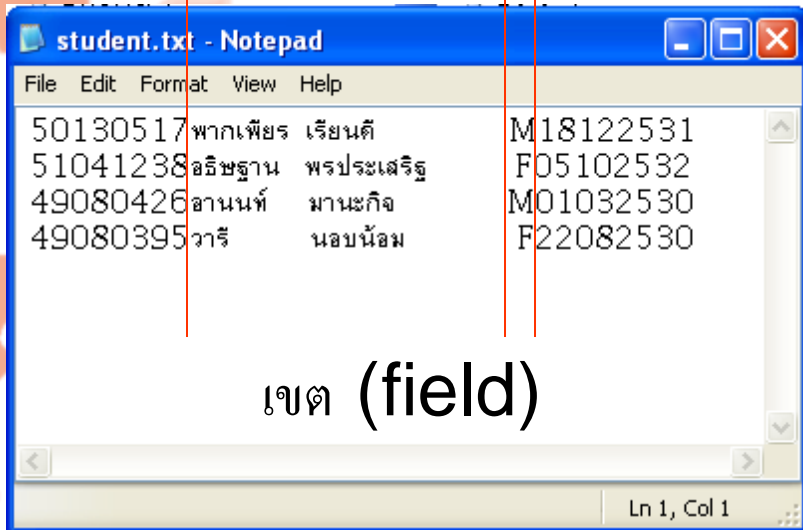 student.txt - Notepad
File Edit Format View Help
50130517พากเพียร เรียนดี M18122531
51041238อธิษฐาน พรประเสริฐ F05102532
49080426อานนท์ มานะกิจ M01032530
49080395วารี นอบน้อม F22082530
เขต (field)
Ln 1, Col 1